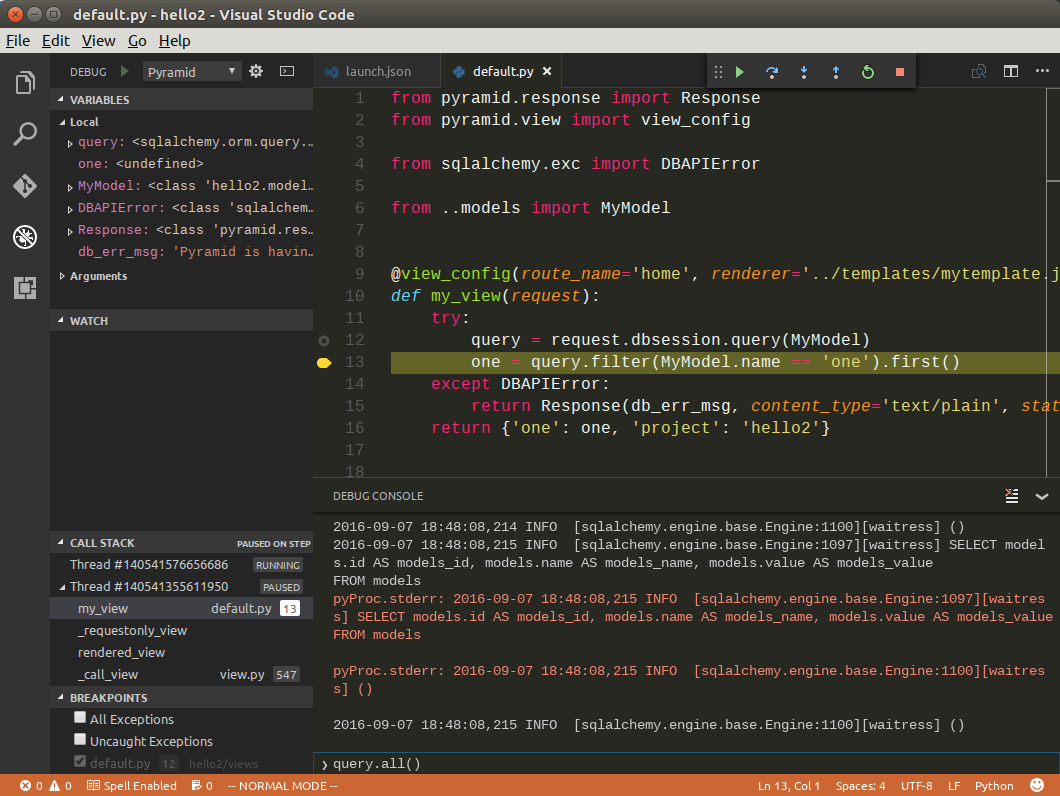 default.py - hello2 - Visual Studio Code
File Edit View Go Help
DEBUG Pyramid
VARIABLES
Local
query: <sqlalchemy.orm.query...
one: <undefined>
MyModel: <class 'hello2.model...
DBAPIError: <class 'sqlalchem...
Response: <class 'pyramid.res...
db_err_msg: 'Pyramid is havin...
Arguments
WATCH
CALL STACK PAUSED ON STEP
Thread #140541576656686 RUNNING
Thread #140541355611950 PAUSED
my_view default.py 13
_requestonly_view
rendered_view
_call_view view.py 547
BREAKPOINTS
All Exceptions
Uncaught Exceptions
default.py 12 hello2/views
launch.json default.py
1 from pyramid.response import Response
2 from pyramid.view import view_config
3
4 from sqlalchemy.exc import DBAPIError
5
6 from ..models import MyModel
7
8
9 @view_config(route_name='home', renderer='../templates/mytemplate.j
10 def my_view(request):
11 try:
12 query = request.dbsession.query(MyModel)
13 one = query.filter(MyModel.name == 'one').first()
14 except DBAPIError:
15 return Response(db_err_msg, content_type='text/plain', stat
16 return {'one': one, 'project': 'hello2'}
17
18
DEBUG CONSOLE
2016-09-07 18:48:08,214 INFO [sqlalchemy.engine.base.Engine:1100][waitress] ()
2016-09-07 18:48:08,215 INFO [sqlalchemy.engine.base.Engine:1097][waitress] SELECT model
s.id AS models_id, models.name AS models_name, models.value AS models_value
FROM models
pyProc.stderr: 2016-09-07 18:48:08,215 INFO [sqlalchemy.engine.base.Engine:1097][waitres
s] SELECT models.id AS models_id, models.name AS models_name, models.value AS models_value
FROM models
pyProc.stderr: 2016-09-07 18:48:08,215 INFO [sqlalchemy.engine.base.Engine:1100][waitres
s] ()
2016-09-07 18:48:08,215 INFO [sqlalchemy.engine.base.Engine:1100][waitress] ()
query.all()
0 0 Spell Enabled 0 -- NORMAL MODE -- Ln 13, Col 1 Spaces: 4 UTF-8 LF Python